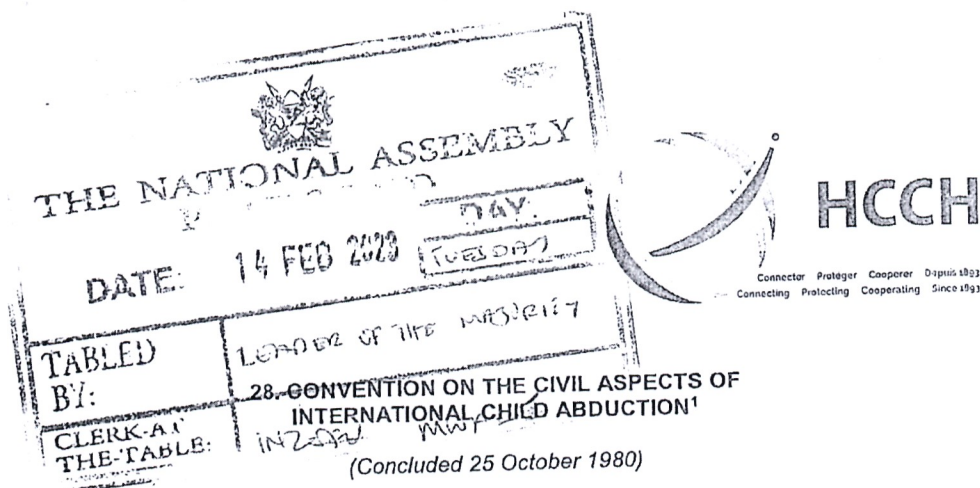 THE NATIONAL ASSEMBLY
DATE: 14 FEB 2023
DAY.
TUESDAY
TABLED BY:
LEADER OF THE MAJORITY
CLERK-AT THE-TABLE:
HCCH
Connecter Protéger Coopérer Depuis 1893
Connecting Protecting Cooperating Since 1893
28. CONVENTION ON THE CIVIL ASPECTS OF
INTERNATIONAL CHILD ABDUCTION¹
(Concluded 25 October 1980)